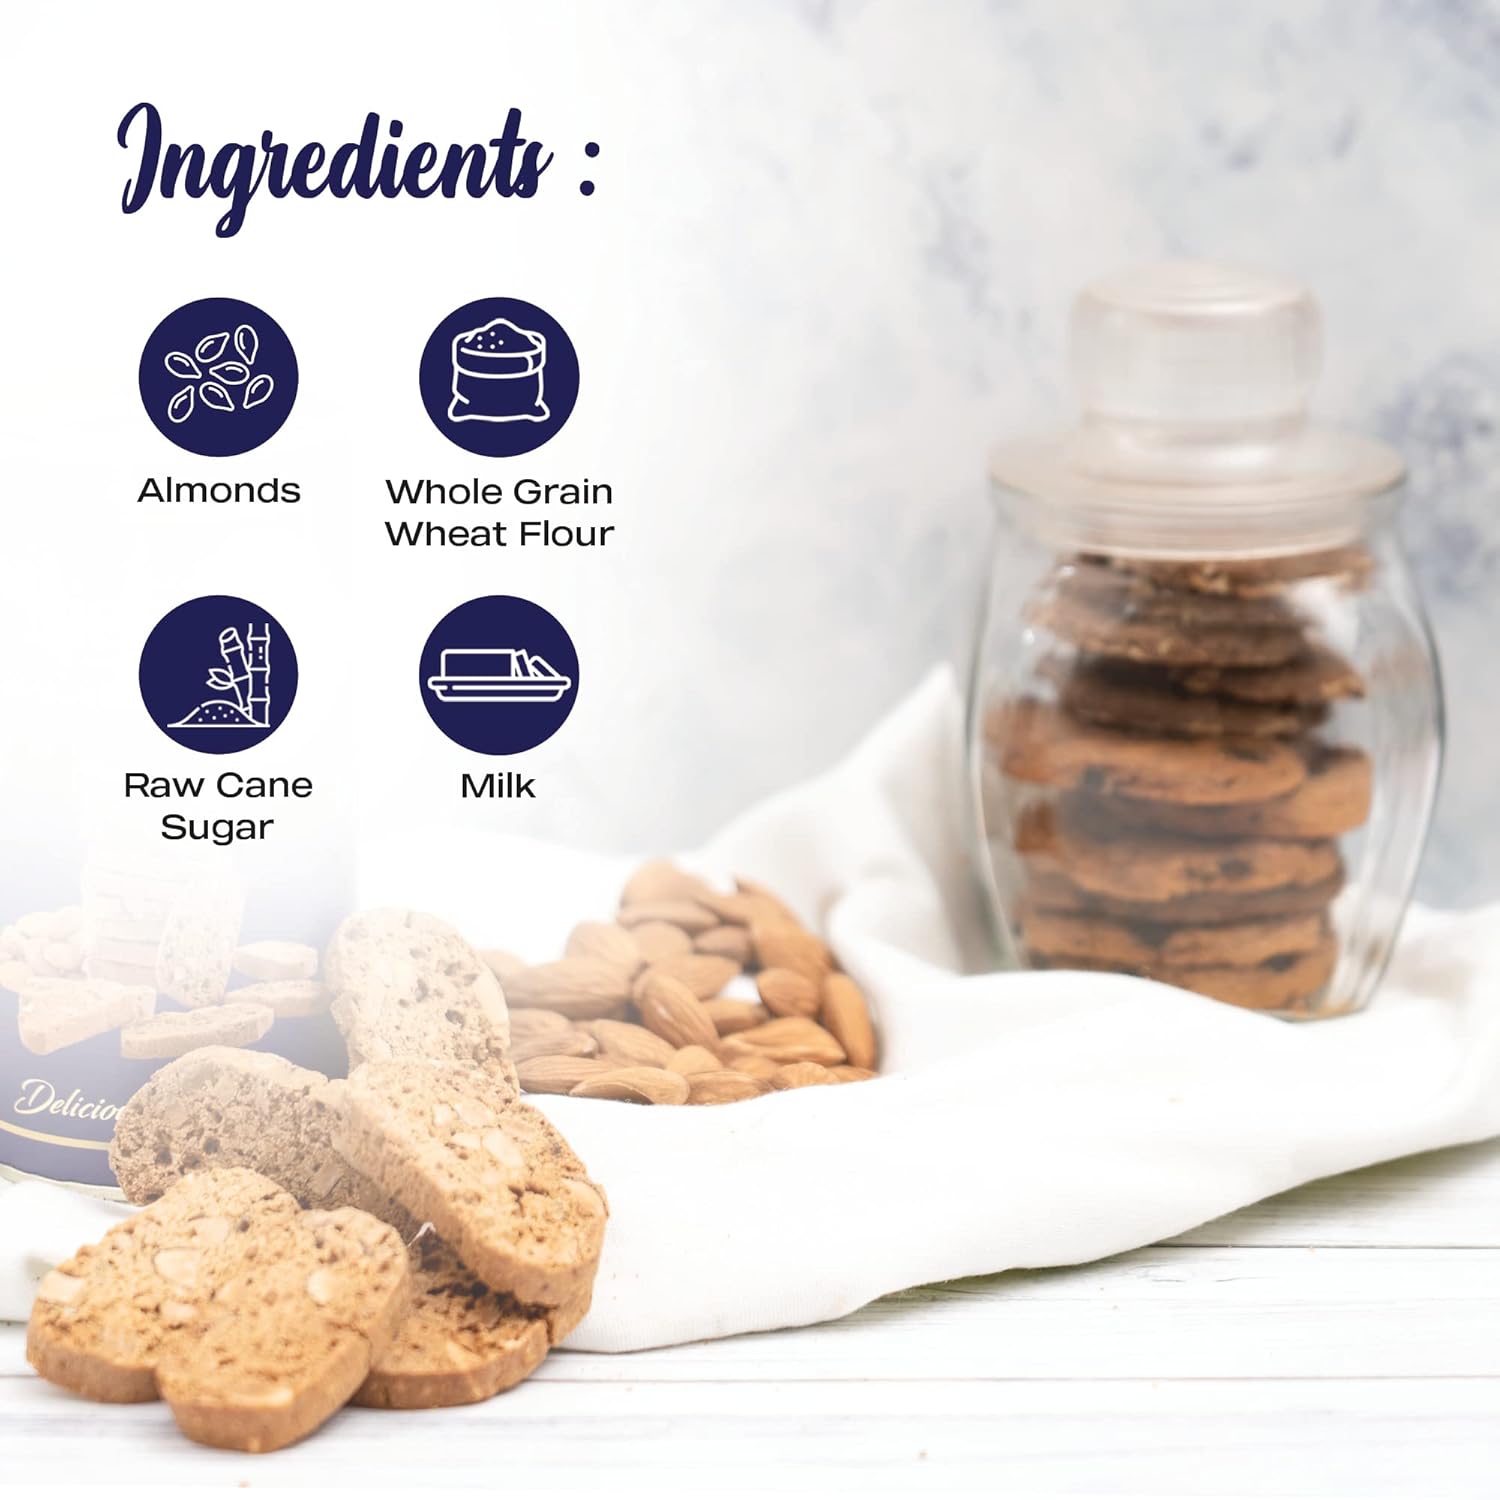 Ingredients :
Almonds
Whole Grain
Wheat Flour
Raw Cane
Sugar
Milk